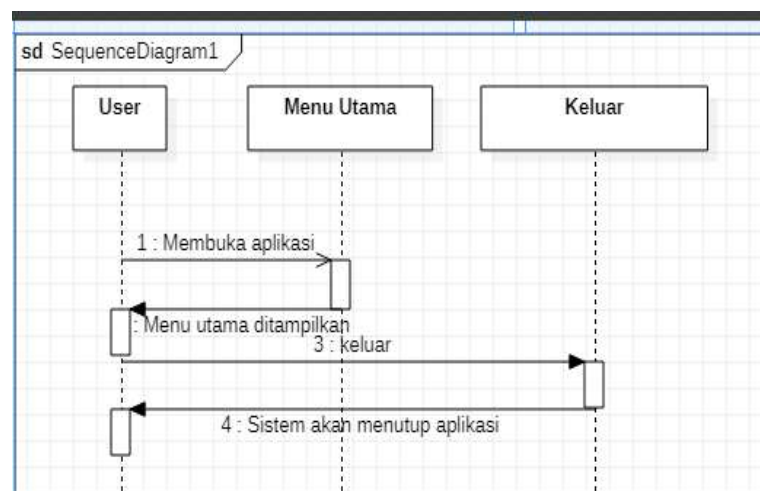 sd SequenceDiagram1
User
Menu Utama
Keluar
1 : Membuka aplikasi
: Menu utama ditampilkan
3 : keluar
4 : Sistem akan menutup aplikasi